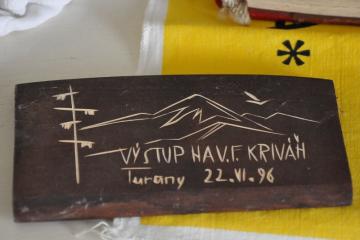 VÝSTUP NA V.F. KRIVÁŇ
Turany 22.VI.96